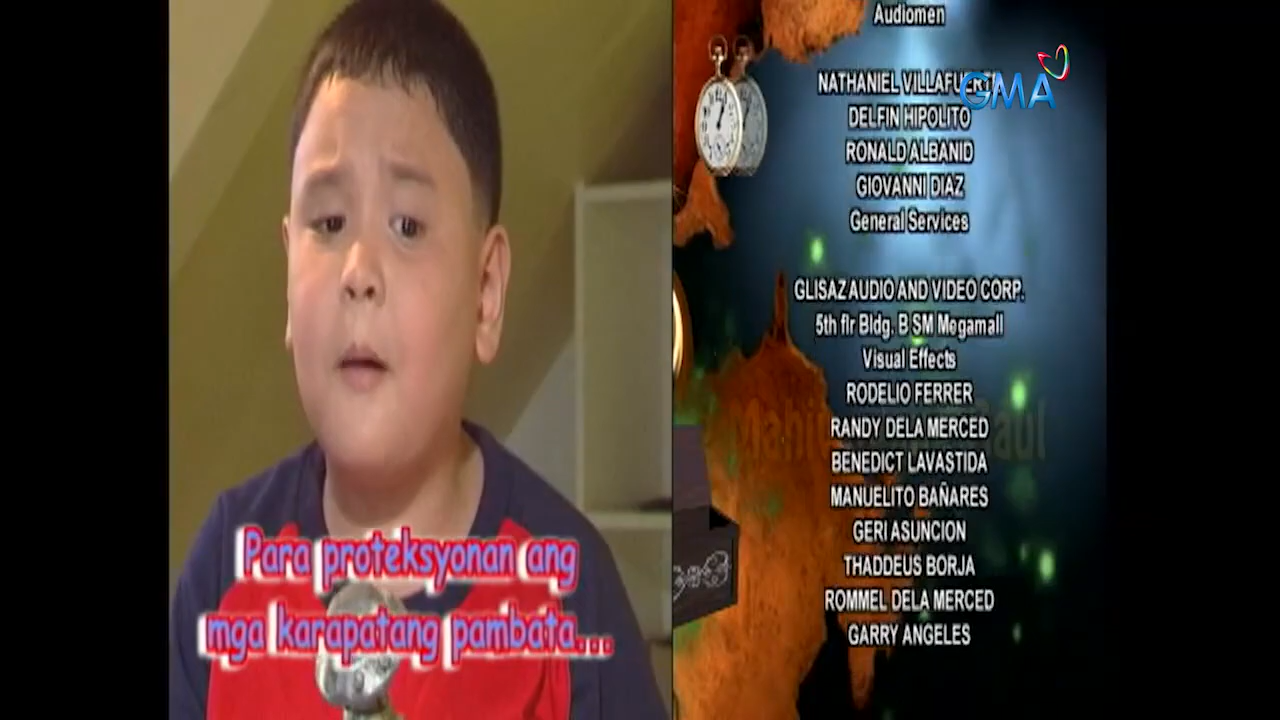 Para proteksyonan ang
mga karapatang pambata...
Audiomen
GMA
NATHANIEL VILLAFUERTE
DELFIN HIPOLITO
RONALD ALBANID
GIOVANNI DIAZ
General Services
GLISAZ AUDIO AND VIDEO CORP.
5th flr Bldg. B SM Megamall
Visual Effects
RODELIO FERRER
RANDY DELA MERCED
BENEDICT LAVASTIDA
MANUELITO BAÑARES
GERI ASUNCION
THADDEUS BORJA
ROMMEL DELA MERCED
GARRY ANGELES